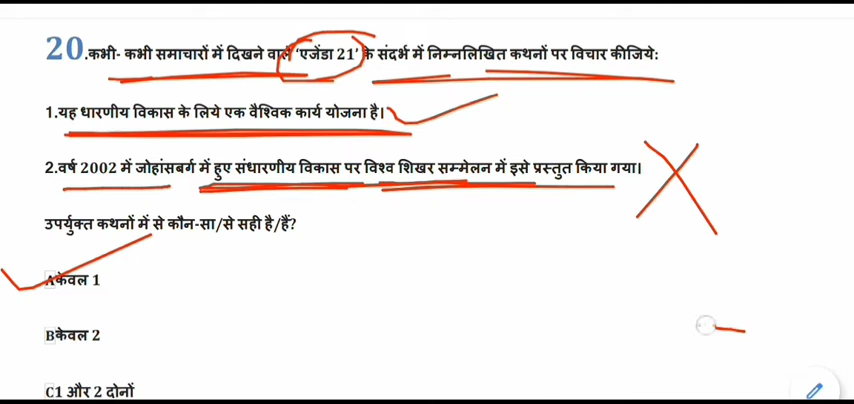 20.कभी- कभी समाचारों में दिखने वाले 'एजेंडा 21' के संदर्भ में निम्नलिखित कथनों पर विचार कीजिये:
1.यह धारणीय विकास के लिये एक वैश्विक कार्य योजना है।
2.वर्ष 2002 में जोहांसबर्ग में हुए संधारणीय विकास पर विश्व शिखर सम्मेलन में इसे प्रस्तुत किया गया।
उपर्युक्त कथनों में से कौन-सा/से सही है/हैं?
Aकेवल 1
Bकेवल 2
C1 और 2 दोनों